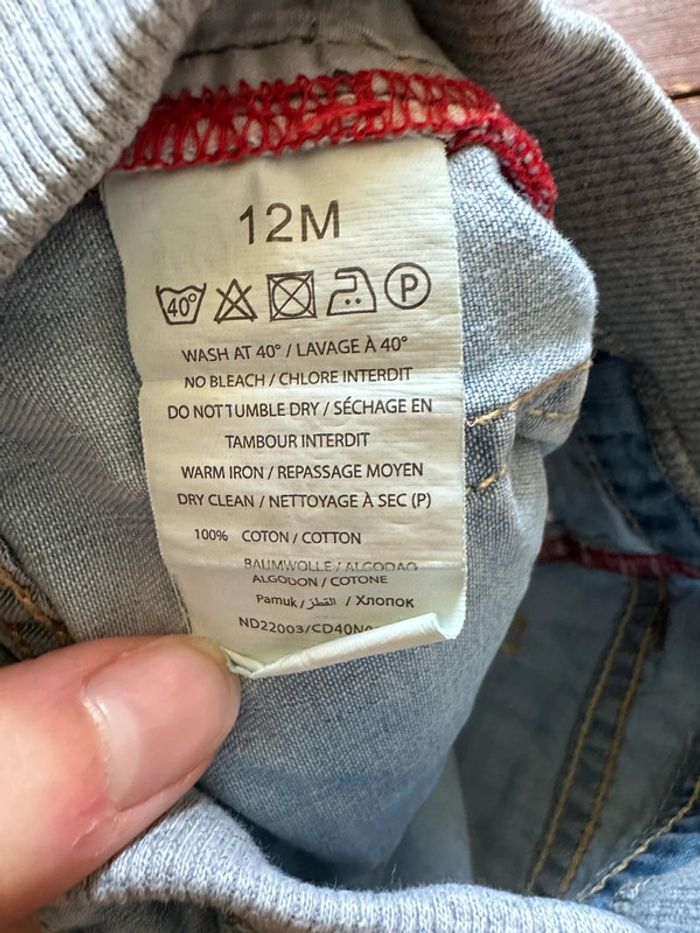 12M
40°
P
WASH AT 40° / LAVAGE À 40°
NO BLEACH / CHLORE INTERDIT
DO NOT TUMBLE DRY / SÉCHAGE EN
TAMBOUR INTERDIT
WARM IRON / REPASSAGE MOYEN
DRY CLEAN / NETTOYAGE À SEC (P)
100% COTON / COTTON
BAUMWOLLE / ALGODAO
ALGODON / COTONE
Pamuk / القطز / Хлопок